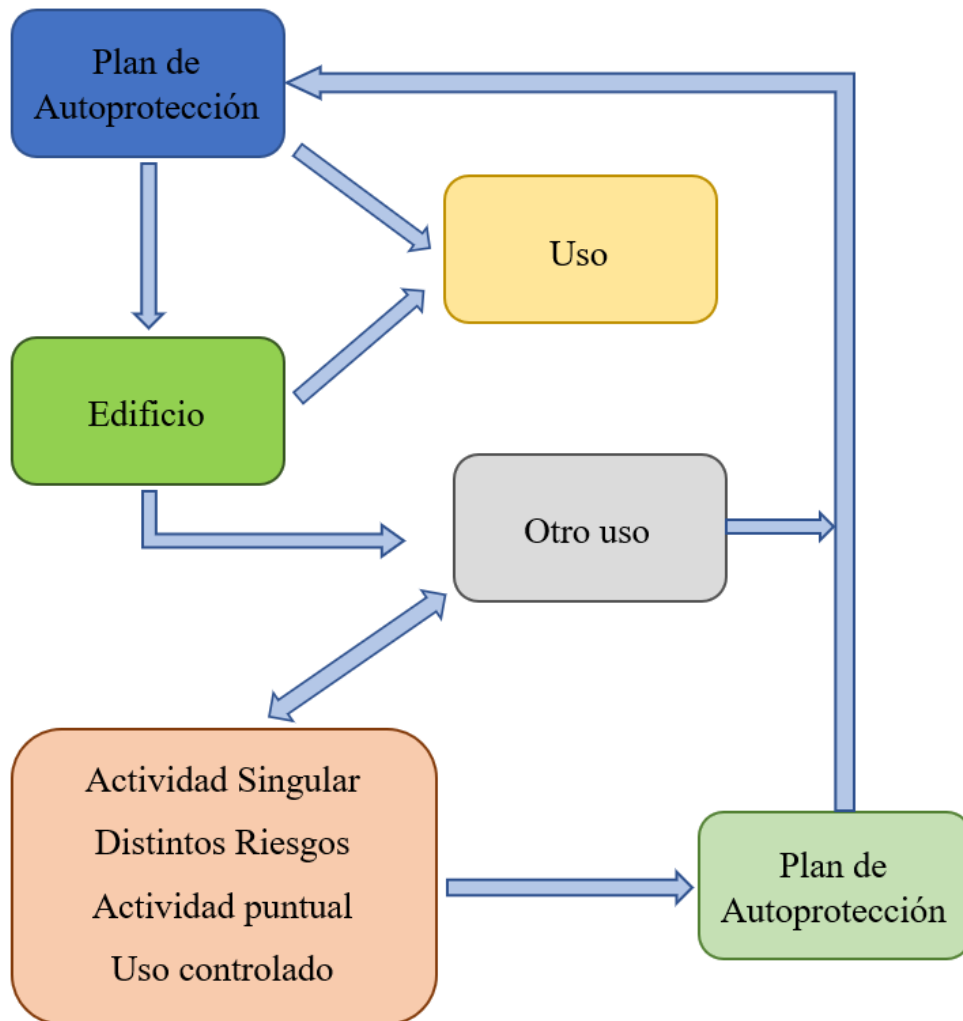 Plan de
Autoprotección
Uso
Edificio
Otro uso
Actividad Singular
Distintos Riesgos
Actividad puntual
Uso controlado
Plan de
Autoprotección